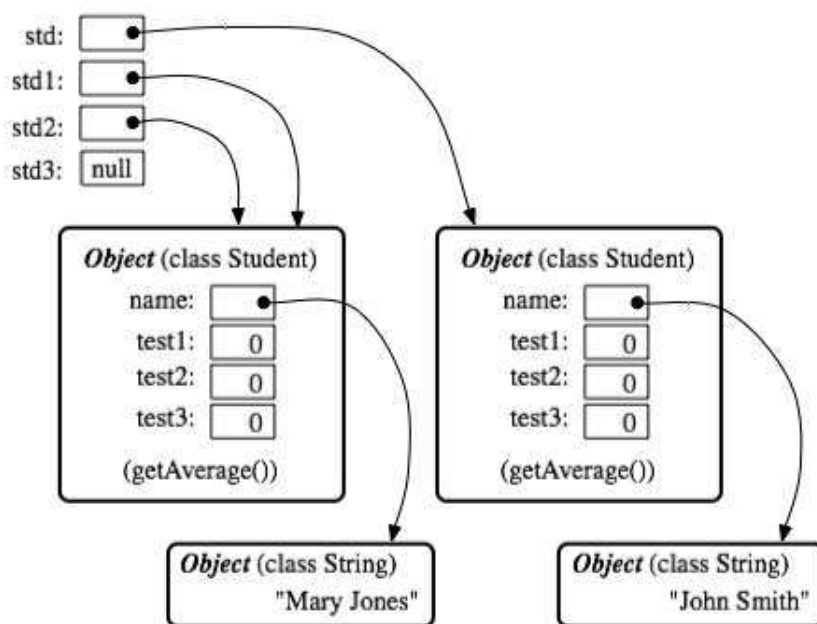 std:
std1:
std2:
std3: null
Object (class Student)
name:
test1: 0
test2: 0
test3: 0
(getAverage())
Object (class Student)
name:
test1: 0
test2: 0
test3: 0
(getAverage())
Object (class String)
"Mary Jones"
Object (class String)
"John Smith"